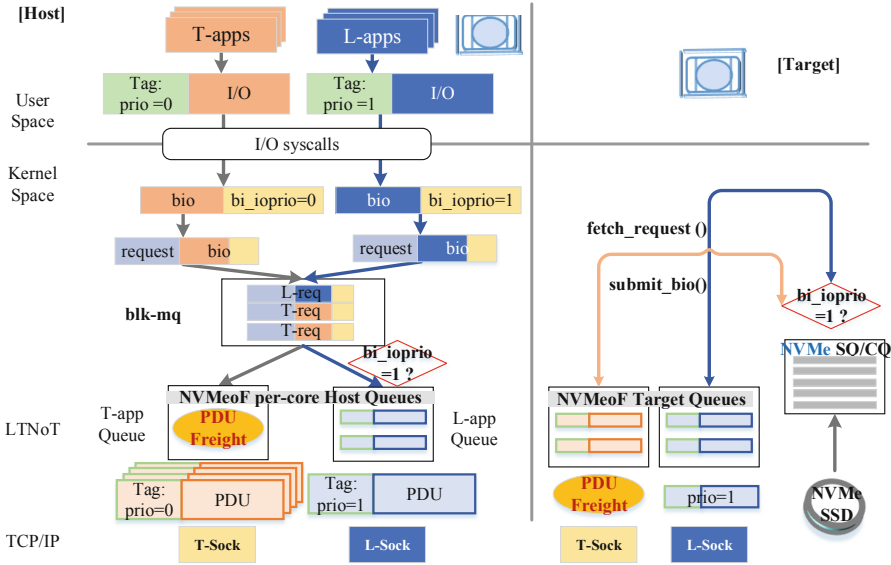 [Host]
T-apps
L-apps
[Target]
User
Space
Tag:
prio =0
I/O
Tag:
prio =1
I/O
I/O syscalls
Kernel
Space
bio
bi_ioprio=0
bio
bi_ioprio=1
request
bio
request
bio
fetch_request ()
submit_bio()
bi_ioprio
=1 ?
blk-mq
L-req
T-req
T-req
bi_ioprio
=1 ?
NVMe SQ/CQ
NVMeoF per-core Host Queues
NVMeoF Target Queues
LTNoT
T-app
Queue
PDU
Freight
L-app
Queue
Tag:
prio=0
PDU
Tag:
prio=1
PDU
PDU
Freight
prio=1
NVMe
SSD
TCP/IP
T-Sock
L-Sock
T-Sock
L-Sock